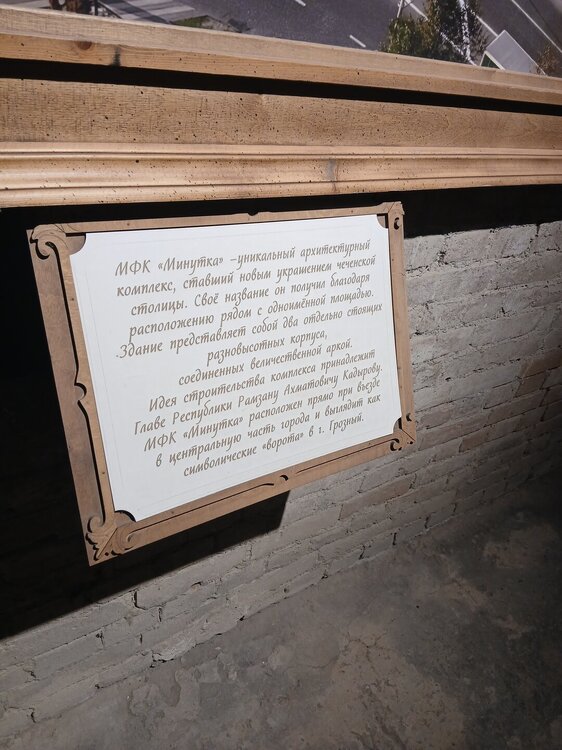 МФК «Минутка» –уникальный архитектурный
комплекс, ставший новым украшением чеченской
столицы. Своё название он получил благодаря
расположению рядом с одноимённой площадью.
.Здание представляет собой два отдельно стоящих
разновысотных корпуса,
соединенных величественной аркой.
Идея строительства комплекса принадлежит
Главе Республики Рамзану Ахматовичу Кадырову.
МФК «Минутка» расположен прямо при въезде
в центральную часть города и выглядит как
символические «ворота» в г. Грозный.